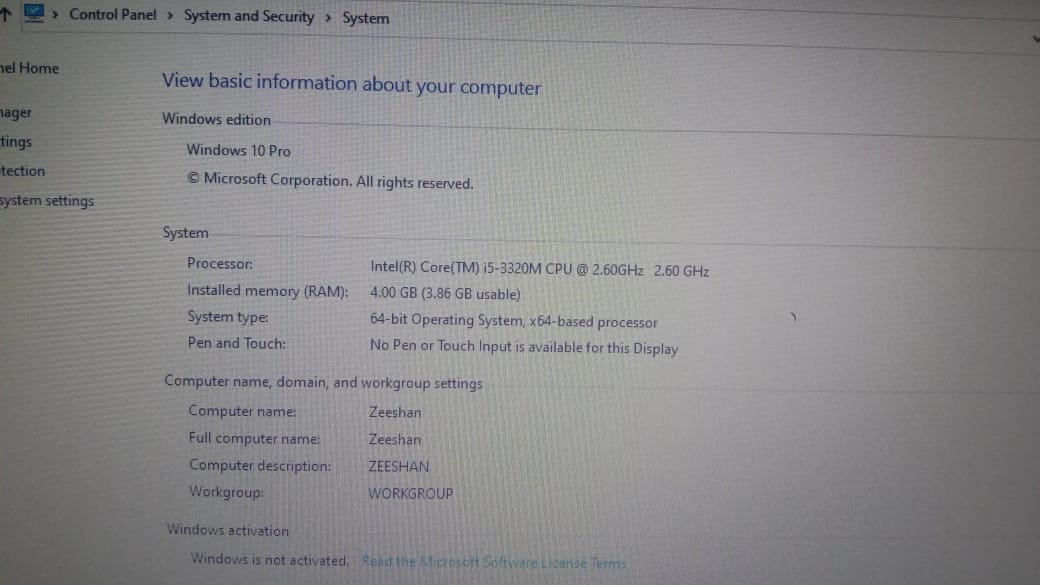 Control Panel › System and Security › System
nel Home
View basic information about your computer
nager
Windows edition
tings
Windows 10 Pro
tection
© Microsoft Corporation. All rights reserved.
system settings
System
Processor: Intel(R) Core(TM) i5-3320M CPU @ 2.60GHz 2.60 GHz
Installed memory (RAM): 4.00 GB (3.86 GB usable)
System type: 64-bit Operating System, x64-based processor
Pen and Touch: No Pen or Touch Input is available for this Display
Computer name, domain, and workgroup settings
Computer name: Zeeshan
Full computer name: Zeeshan
Computer description: ZEESHAN
Workgroup: WORKGROUP
Windows activation
Windows is not activated. Read the Microsoft Software License Terms